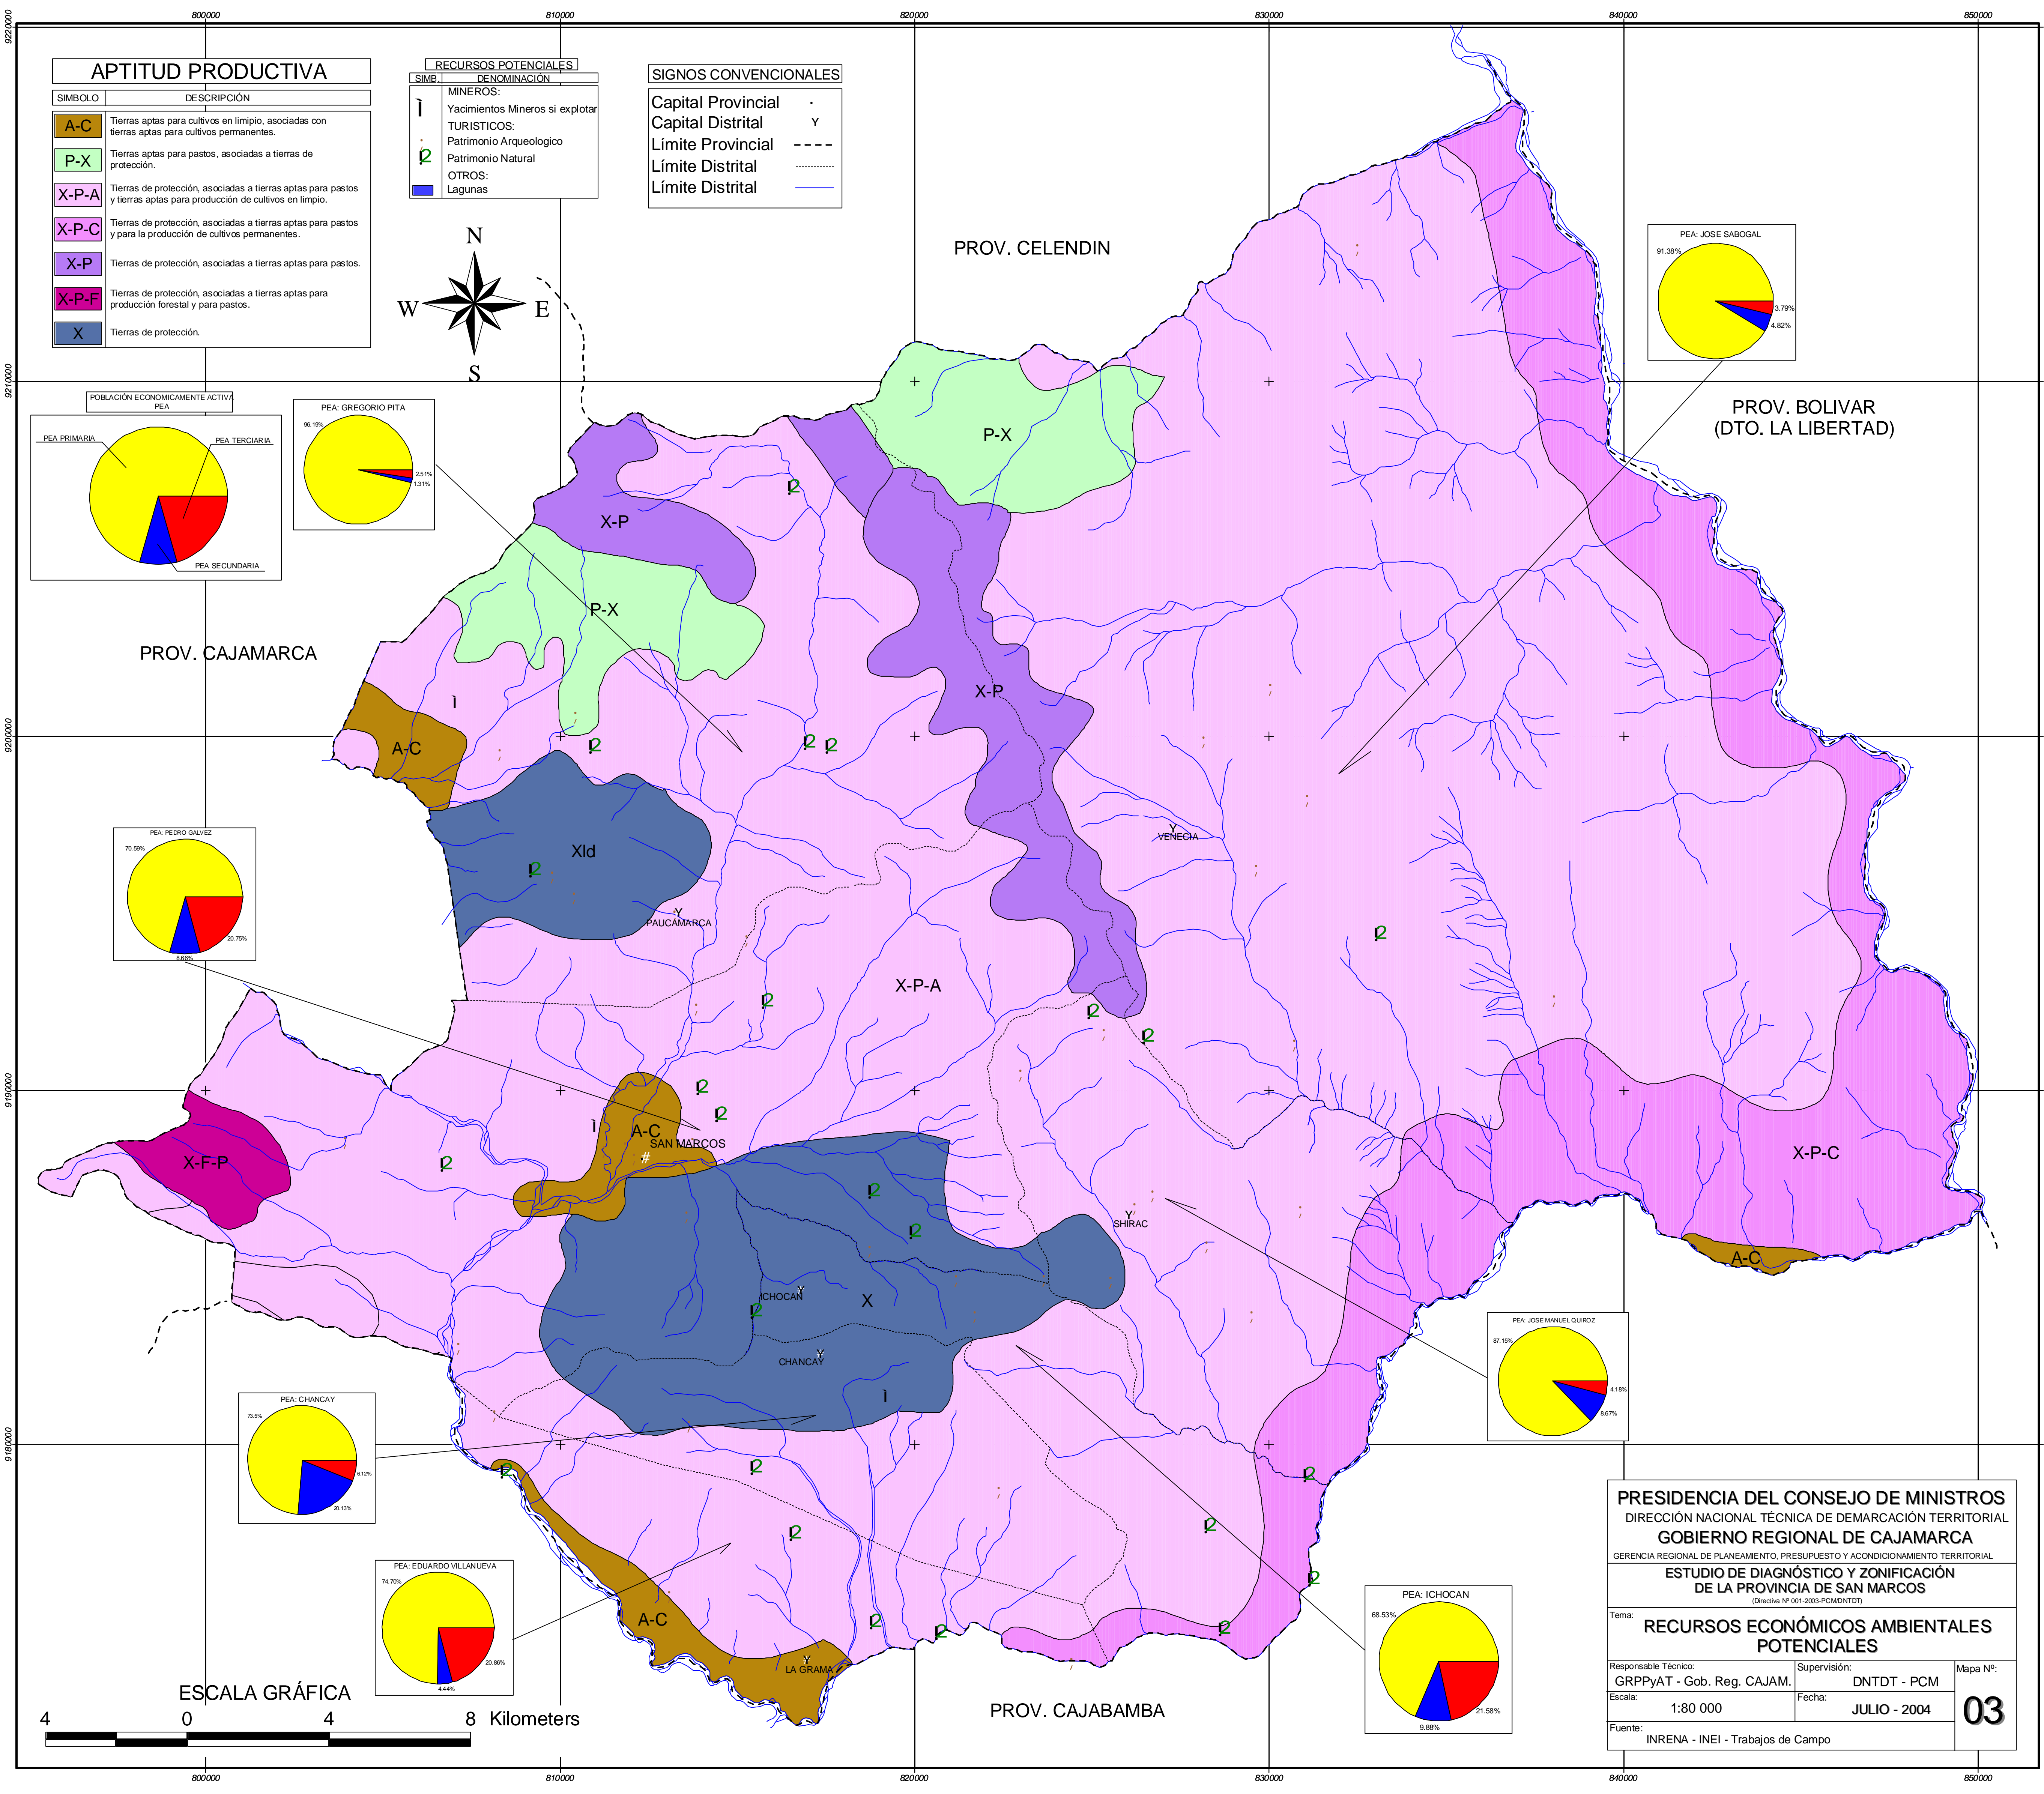 800000
810000
820000
830000
840000
850000
9220000
9210000
9200000
9190000
9180000
APTITUD PRODUCTIVA
SIMBOLO
DESCRIPCIÓN
A-C
Tierras aptas para cultivos en limipio, asociadas con
tierras aptas para cultivos permanentes.
P-X
Tierras aptas para pastos, asociadas a tierras de
protección.
X-P-A
Tierras de protección, asociadas a tierras aptas para pastos
y tierras aptas para producción de cultivos en limpio.
X-P-C
Tierras de protección, asociadas a tierras aptas para pastos
y para la producción de cultivos permanentes.
X-P
Tierras de protección, asociadas a tierras aptas para pastos.
X-P-F
Tierras de protección, asociadas a tierras aptas para
producción forestal y para pastos.
X
Tierras de protección.
RECURSOS POTENCIALES
SIMB.
DENOMINACIÓN
MINEROS:
Yacimientos Mineros si explotar
TURISTICOS:
Patrimonio Arqueologico
Patrimonio Natural
OTROS:
Lagunas
SIGNOS CONVENCIONALES
Capital Provincial
Capital Distrital Y
Límite Provincial
Límite Distrital
Límite Distrital
N
W
E
S
PROV. CELENDIN
PEA: JOSE SABOGAL
91.38%
3.79%
4.82%
PROV. BOLIVAR
(DTO. LA LIBERTAD)
POBLACIÓN ECONOMICAMENTE ACTIVA
PEA
PEA PRIMARIA
PEA TERCIARIA
PEA SECUNDARIA
PEA: GREGORIO PITA
96.19%
2.51%
1.31%
P-X
X-P
P-X
PROV. CAJAMARCA
X-P
A-C
Xld
VENECIA
PAUCAMARCA
PEA: PEDRO GALVEZ
70.59%
20.75%
8.66%
X-P-A
A-C
SAN MARCOS
#
X-F-P
X-P-C
SHIRAC
A-C
ICHOCAN
X
CHANCAY
PEA: JOSE MANUEL QUIROZ
87.15%
4.18%
8.67%
PEA: CHANCAY
73.5%
6.12%
20.13%
PEA: EDUARDO VILLANUEVA
74.70%
20.86%
4.44%
A-C
LA GRAMA
PEA: ICHOCAN
68.53%
21.58%
9.88%
PROV. CAJABAMBA
ESCALA GRÁFICA
4 0 4 8 Kilometers
PRESIDENCIA DEL CONSEJO DE MINISTROS
DIRECCIÓN NACIONAL TÉCNICA DE DEMARCACIÓN TERRITORIAL
GOBIERNO REGIONAL DE CAJAMARCA
GERENCIA REGIONAL DE PLANEAMIENTO, PRESUPUESTO Y ACONDICIONAMIENTO TERRITORIAL
ESTUDIO DE DIAGNÓSTICO Y ZONIFICACIÓN
DE LA PROVINCIA DE SAN MARCOS
(Directiva Nº 001-2003-PCM/DNTDT)
Tema:
RECURSOS ECONÓMICOS AMBIENTALES
POTENCIALES
Responsable Técnico:
GRPPyAT - Gob. Reg. CAJAM.
Supervisión:
DNTDT - PCM
Mapa Nº:
03
Escala:
1:80 000
Fecha:
JULIO - 2004
Fuente:
INRENA - INEI - Trabajos de Campo
800000
810000
820000
830000
840000
850000